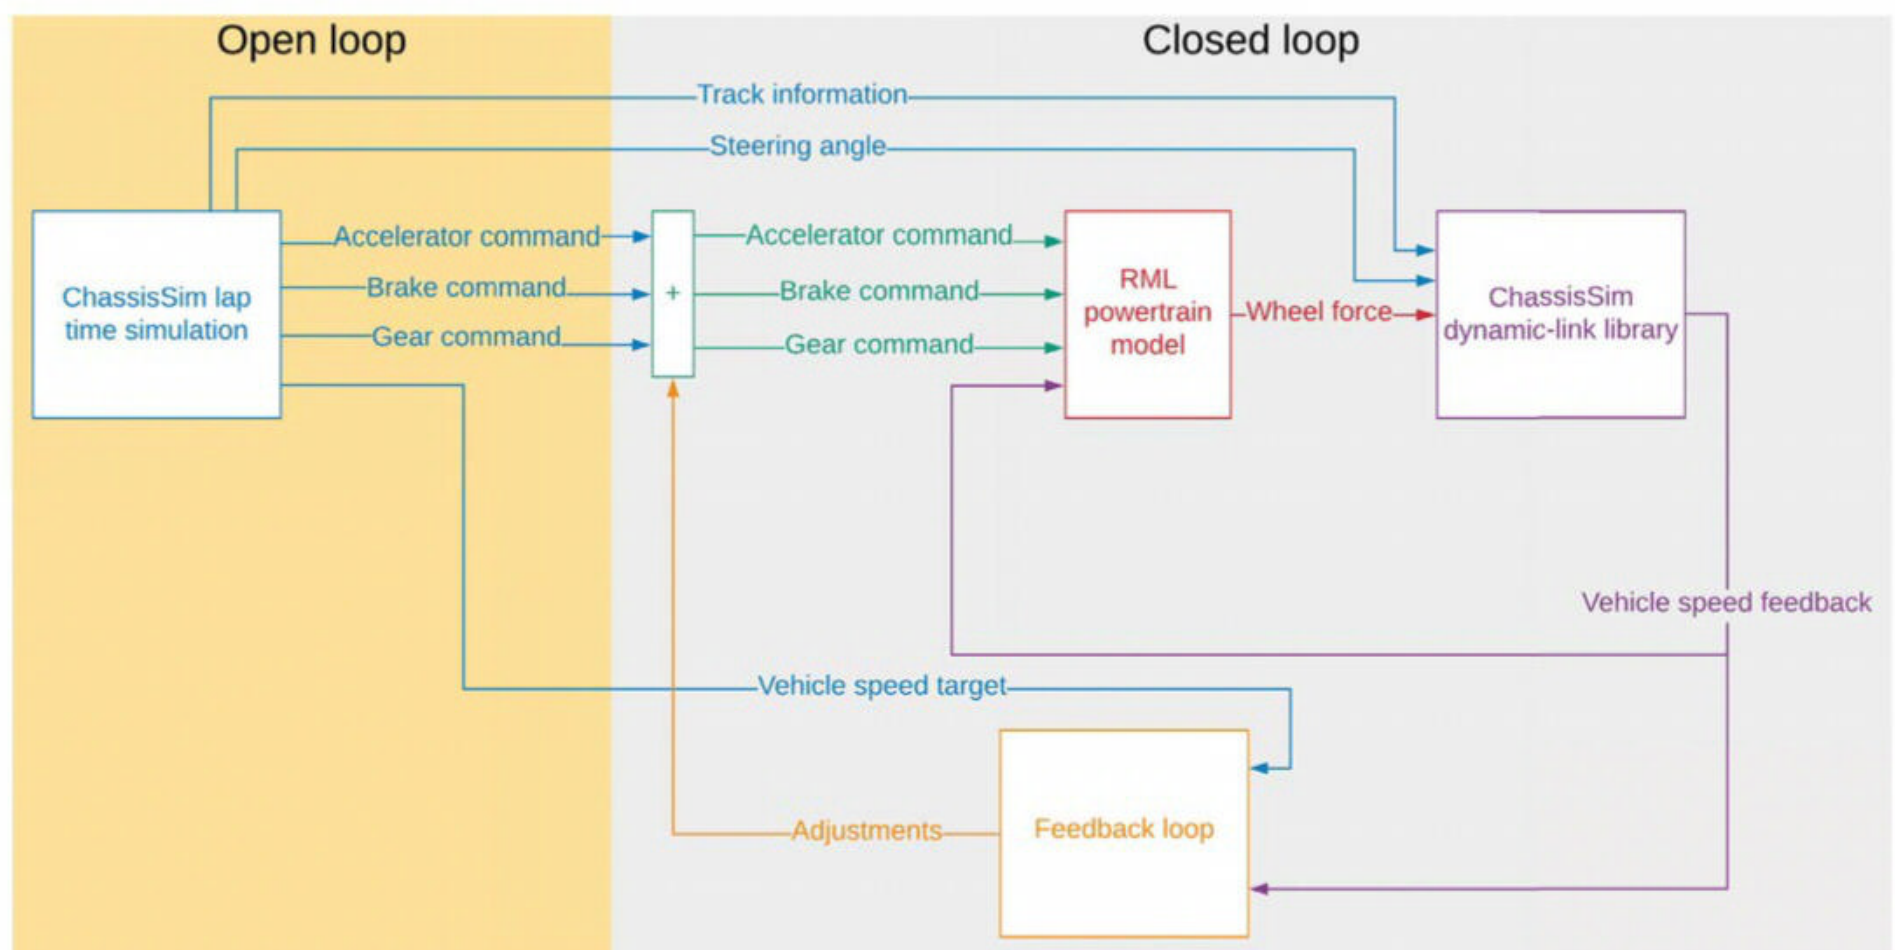 Open loop
Closed loop
Track information
Steering angle
Accelerator command
Accelerator command
Brake command
Brake command
Gear command
Gear command
ChassisSim lap
time simulation
+
RML
powertrain
model
Wheel force
ChassisSim
dynamic-link library
Vehicle speed feedback
Vehicle speed target
Adjustments
Feedback loop